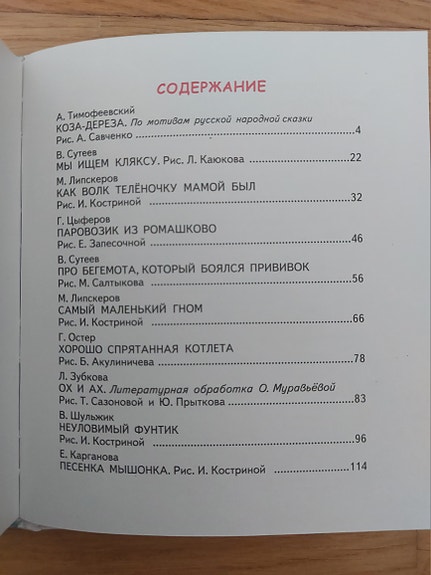 СОДЕРЖАНИЕ
А. Тимофеевский
КОЗА-ДЕРЕЗА. По мотивам русской народной сказки
Рис. А. Савченко ........ 4
В. Сутеев
МЫ ИЩЕМ КЛЯКСУ. Рис. Л. Каюкова ........ 22
М. Липскеров
КАК ВОЛК ТЕЛЁНОЧКУ МАМОЙ БЫЛ
Рис. И. Костриной ........ 32
Г. Цыферов
ПАРОВОЗИК ИЗ РОМАШКОВО
Рис. Е. Запесочной ........ 46
В. Сутеев
ПРО БЕГЕМОТА, КОТОРЫЙ БОЯЛСЯ ПРИВИВОК
Рис. М. Салтыкова ........ 56
М. Липскеров
САМЫЙ МАЛЕНЬКИЙ ГНОМ
Рис. И. Костриной ........ 66
Г. Остер
ХОРОШО СПРЯТАННАЯ КОТЛЕТА
Рис. Б. Акулиничева ........ 78
Л. Зубкова
ОХ И АХ. Литературная обработка О. Муравьёвой
Рис. Т. Сазоновой и Ю. Прыткова ........ 83
В. Шульжик
НЕУЛОВИМЫЙ ФУНТИК
Рис. И. Костриной ........ 96
Е. Карганова
ПЕСЕНКА МЫШОНКА. Рис. И. Костриной ........ 114